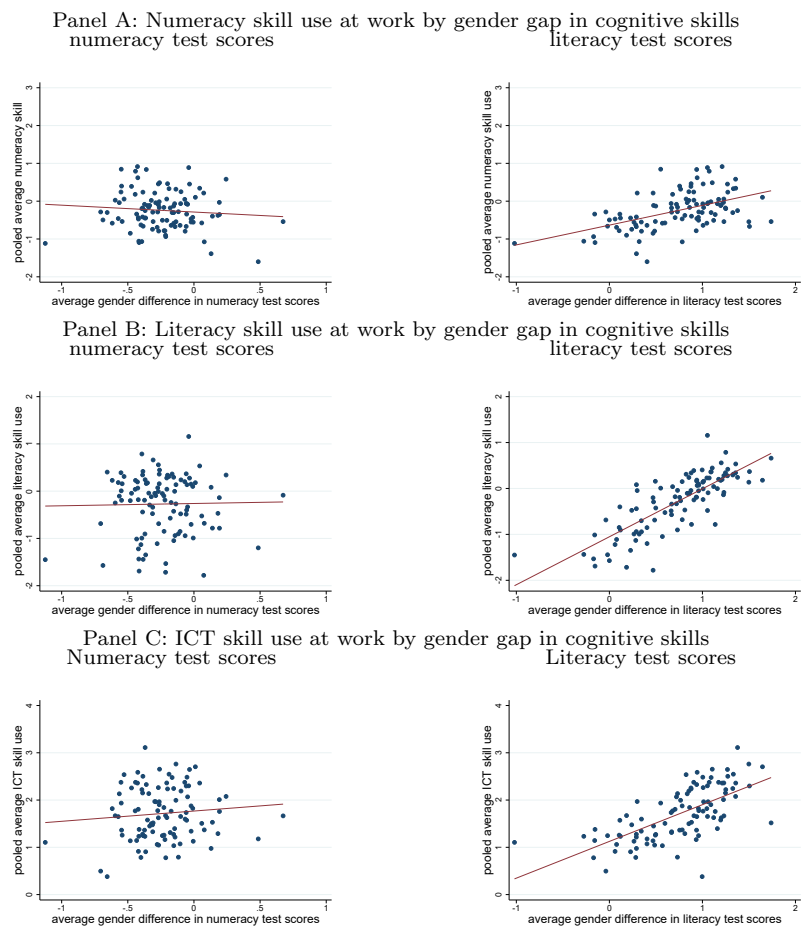 Panel A: Numeracy skill use at work by gender gap in cognitive skills
numeracy test scores
literacy test scores
pooled average numeracy skill
3
2
1
0
-1
-2
-1
-.5
0
.5
1
average gender difference in numeracy test scores
pooled average numeracy skill use
3
2
1
0
-1
-2
-1
0
1
2
average gender difference in literacy test scores
Panel B: Literacy skill use at work by gender gap in cognitive skills
numeracy test scores
literacy test scores
pooled average literacy skill use
2
1
0
-1
-2
-1
-.5
0
.5
1
average gender difference in numeracy test scores
pooled average literacy skill use
2
1
0
-1
-2
-1
0
1
2
average gender difference in literacy test scores
Panel C: ICT skill use at work by gender gap in cognitive skills
Numeracy test scores
Literacy test scores
pooled average ICT skill use
4
3
2
1
0
-1
-.5
0
.5
1
average gender difference in numeracy test scores
pooled average ICT skill use
4
3
2
1
0
-1
0
1
2
average gender difference in literacy test scores